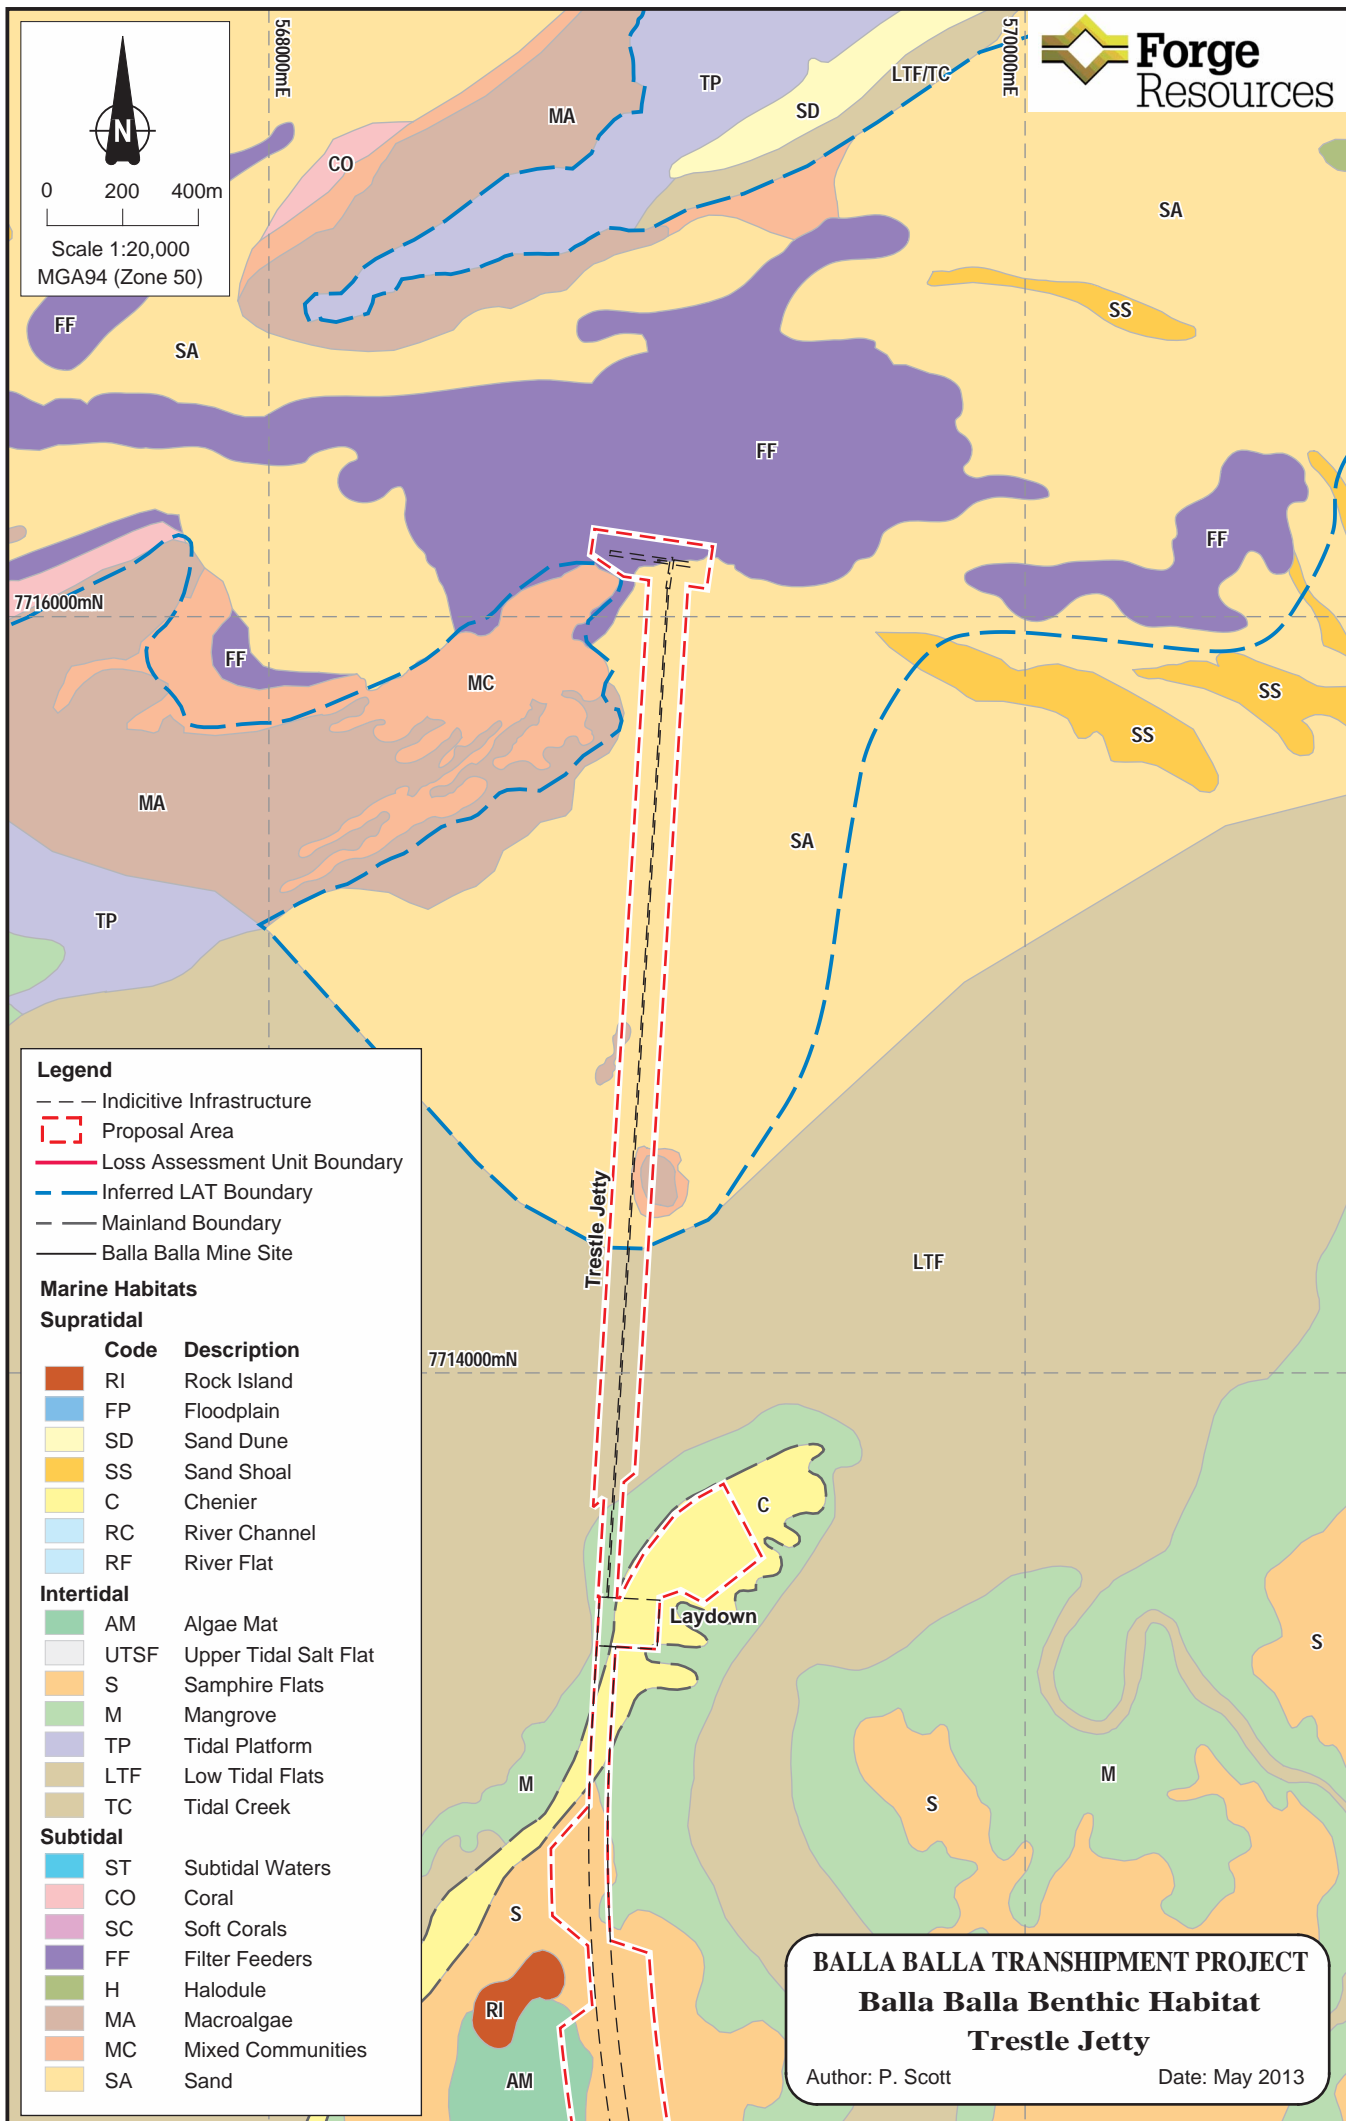 568000mE
570000mE
Forge
Resources
N
0 200 400m
Scale 1:20,000
MGA94 (Zone 50)
TP
LTF/TC
MA
SD
CO
SA
SS
FF
SA
FF
FF
7716000mN
FF
MC
SS
SS
MA
SA
TP
Legend
Indicitive Infrastructure
Proposal Area
Loss Assessment Unit Boundary
Inferred LAT Boundary
Mainland Boundary
Balla Balla Mine Site
Marine Habitats
Supratidal
Code Description
RI Rock Island
FP Floodplain
SD Sand Dune
SS Sand Shoal
C Chenier
RC River Channel
RF River Flat
Intertidal
AM Algae Mat
UTSF Upper Tidal Salt Flat
S Samphire Flats
M Mangrove
TP Tidal Platform
LTF Low Tidal Flats
TC Tidal Creek
Subtidal
ST Subtidal Waters
CO Coral
SC Soft Corals
FF Filter Feeders
H Halodule
MA Macroalgae
MC Mixed Communities
SA Sand
Trestle Jetty
LTF
7714000mN
C
Laydown
S
M
M
S
S
RI
AM
BALLA BALLA TRANSHIPMENT PROJECT
Balla Balla Benthic Habitat
Trestle Jetty
Author: P. Scott Date: May 2013